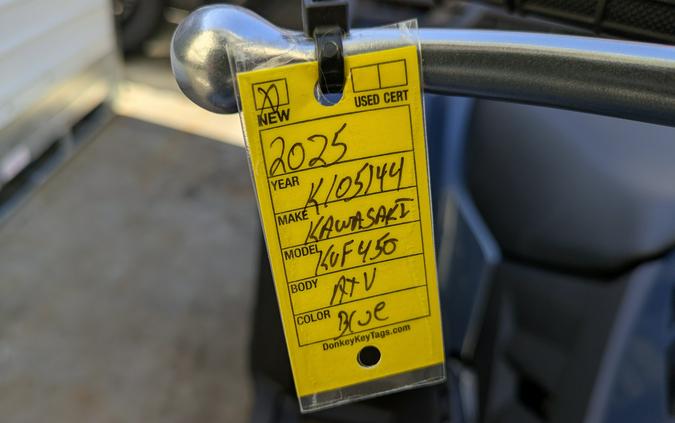 X
NEW USED CERT
2025
YEAR K105144
MAKE KAWASAKI
MODEL KVF450
BODY ATV
COLOR Blue
DonkeyKeyTags.com